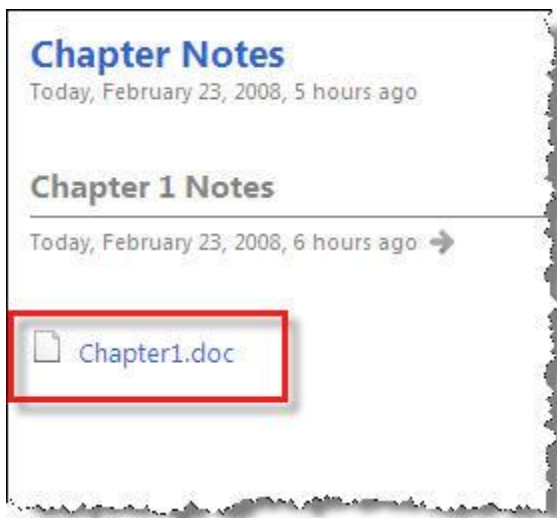 Chapter Notes
Today, February 23, 2008, 5 hours ago
Chapter 1 Notes
Today, February 23, 2008, 6 hours ago
Chapter1.doc